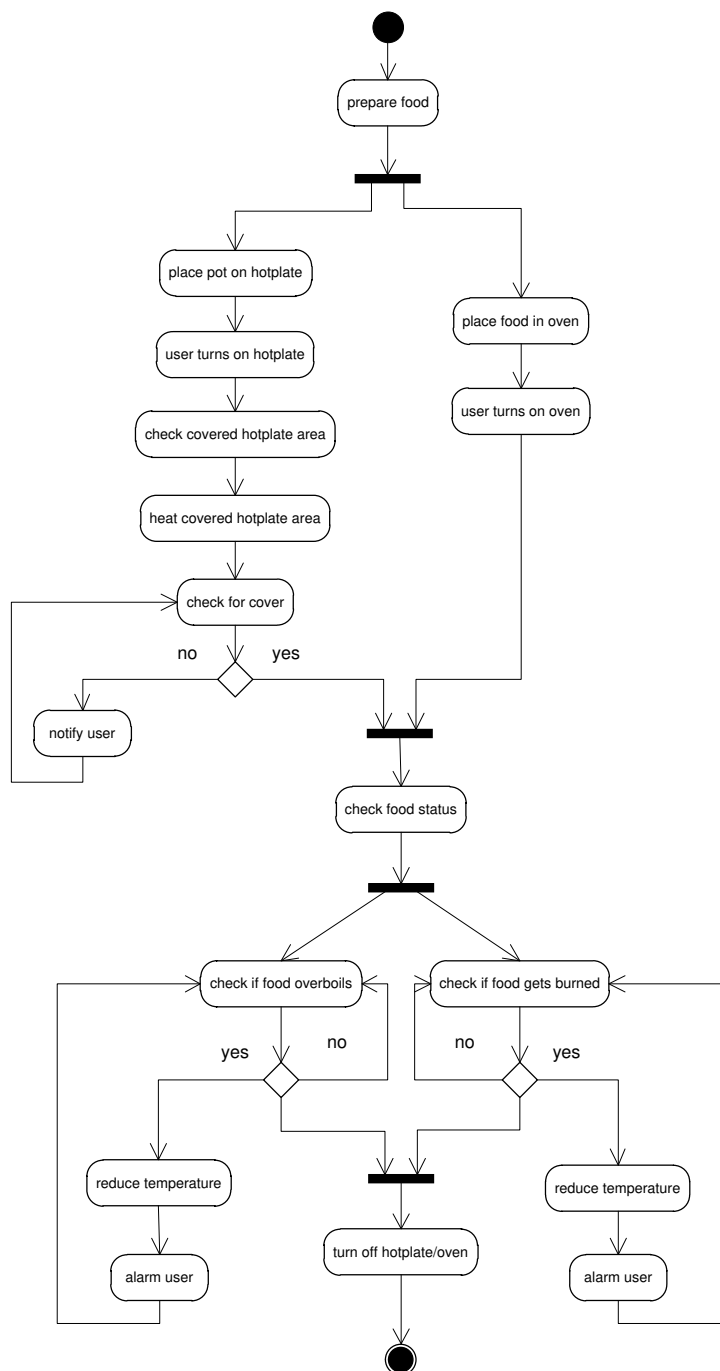 prepare food
place pot on hotplate
place food in oven
user turns on hotplate
user turns on oven
check covered hotplate area
heat covered hotplate area
check for cover
no
yes
notify user
check food status
check if food overboils
check if food gets burned
yes
no
no
yes
reduce temperature
reduce temperature
turn off hotplate/oven
alarm user
alarm user